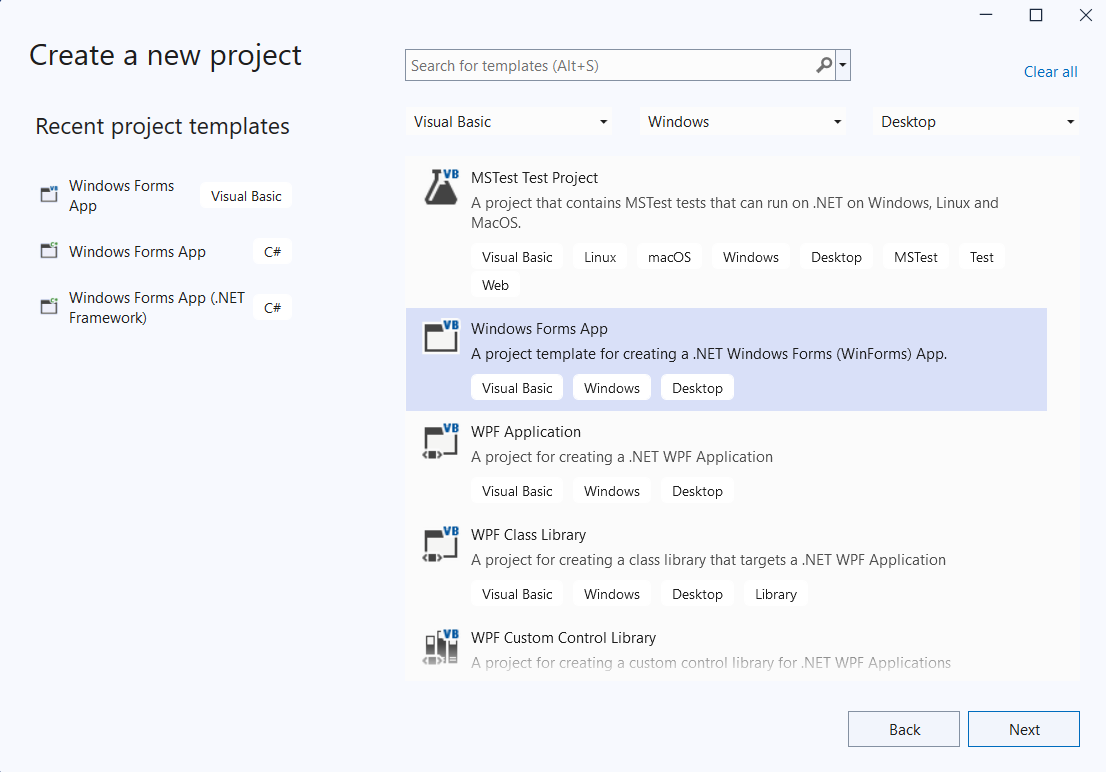 Create a new project
Search for templates (Alt+S)
Clear all
Recent project templates
Visual Basic
Windows
Desktop
Windows Forms
App
Visual Basic
Windows Forms App
C#
Windows Forms App (.NET
Framework)
C#
VB
MSTest Test Project
A project that contains MSTest tests that can run on .NET on Windows, Linux and
MacOS.
Visual Basic Linux macOS Windows Desktop MSTest Test
Web
VB
Windows Forms App
A project template for creating a .NET Windows Forms (WinForms) App.
Visual Basic Windows Desktop
VB
WPF Application
A project for creating a .NET WPF Application
Visual Basic Windows Desktop
VB
WPF Class Library
A project for creating a class library that targets a .NET WPF Application
Visual Basic Windows Desktop Library
VB
WPF Custom Control Library
A project for creating a custom control library for .NET WPF Applications
Back
Next